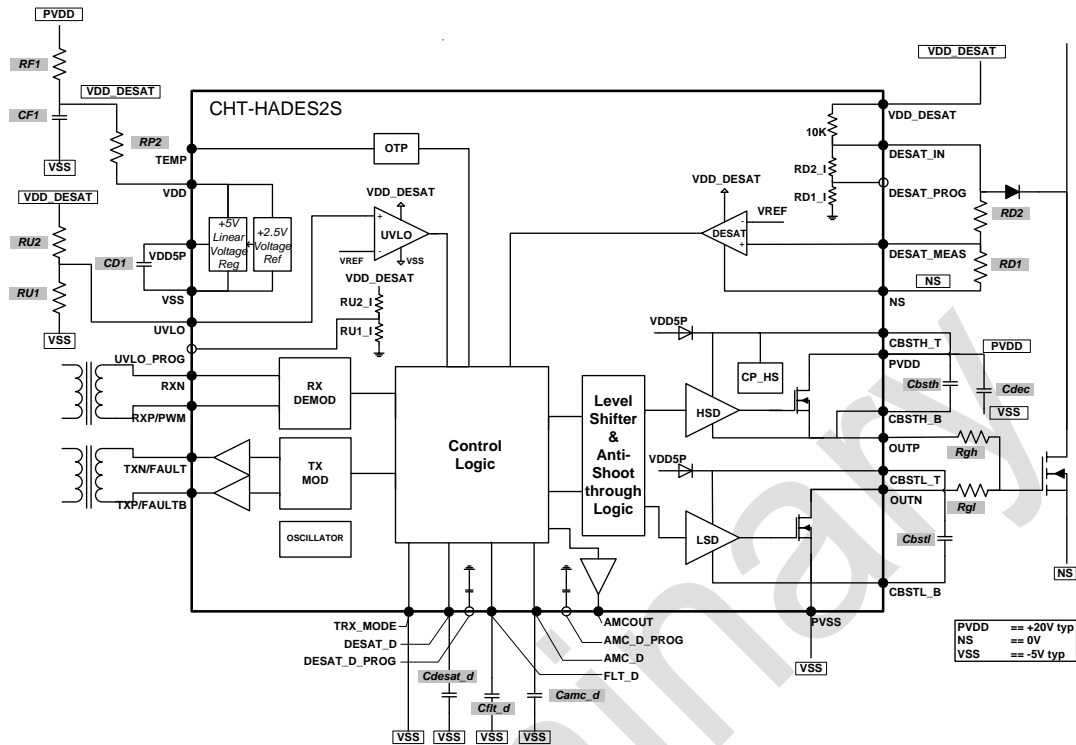 PVDD
RF1
VDD_DESAT
CF1
RP2
VSS
TEMP
VDD
VDD_DESAT
RU2
CD1
VDD5P
RU1
VSS
VSS
UVLO
UVLO_PROG
RXN
RXP/PWM
TXN/FAULT
TXP/FAULTB
CHT-HADES2S
OTP
+5V
Linear
Voltage
Reg
+2.5V
Voltage
Ref
VDD_DESAT
+
UVLO
-
VREF
VSS
VDD_DESAT
RU2_I
RU1_I
RX
DEMOD
TX
MOD
OSCILLATOR
Control
Logic
Level
Shifter
&
Anti-
Shoot
through
Logic
VDD_DESAT
-
VREF
DESAT
+
10K
RD2_I
RD1_I
VDD_DESAT
VDD_DESAT
DESAT_IN
DESAT_PROG
RD2
DESAT_MEAS
RD1
NS
NS
VDD5P
CP_HS
HSD
CBSTH_T
PVDD
PVDD
Cbsth
Cdec
VSS
CBSTH_B
OUTP
Rgh
VDD5P
LSD
CBSTL_T
OUTN
Rgl
Cbstl
CBSTL_B
NS
TRX_MODE
DESAT_D
DESAT_D_PROG
Cdesat_d
Cflt_d
Camc_d
AMCOUT
AMC_D_PROG
AMC_D
FLT_D
PVSS
VSS
VSS
VSS
VSS
VSS
PVDD == +20V typ
NS == 0V
VSS == -5V typ
inary